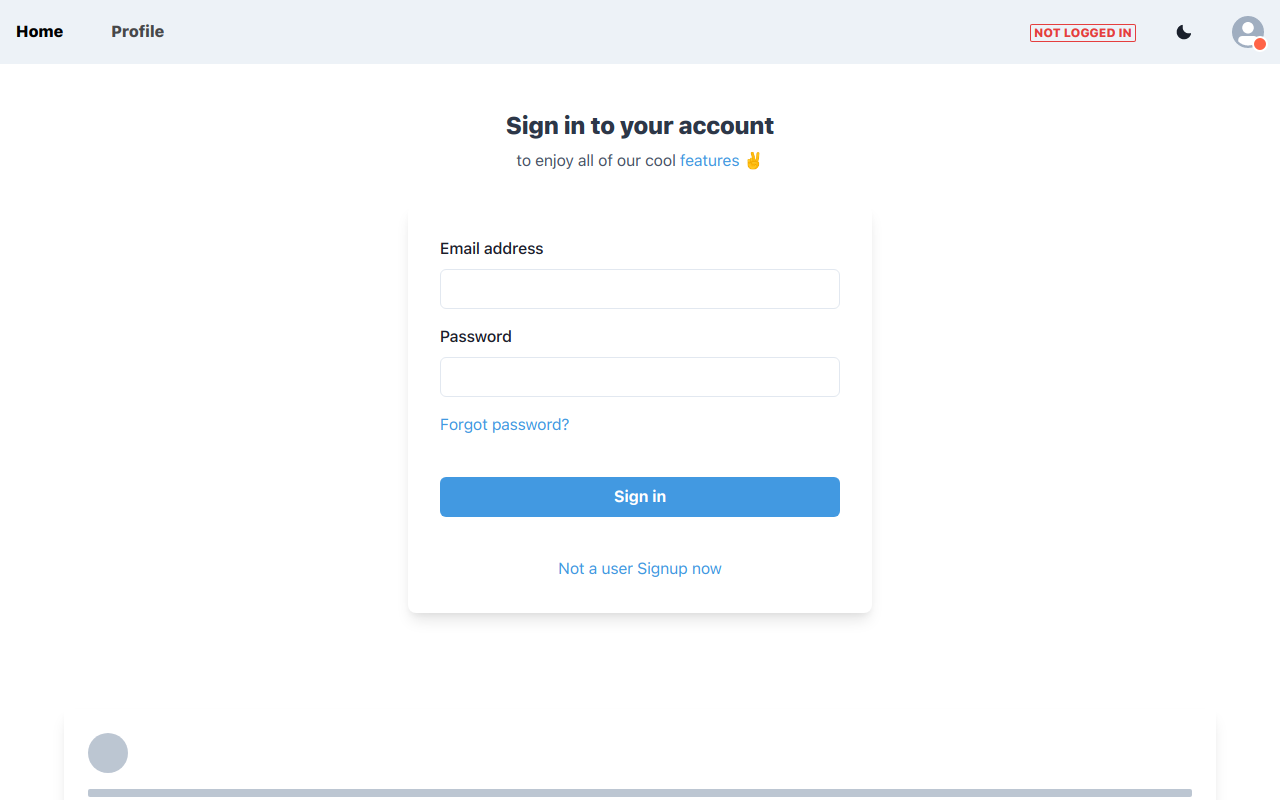 Home Profile NOT LOGGED IN
Sign in to your account
to enjoy all of our cool features ✌️
Email address
Password
Forgot password?
Sign in
Not a user Signup now